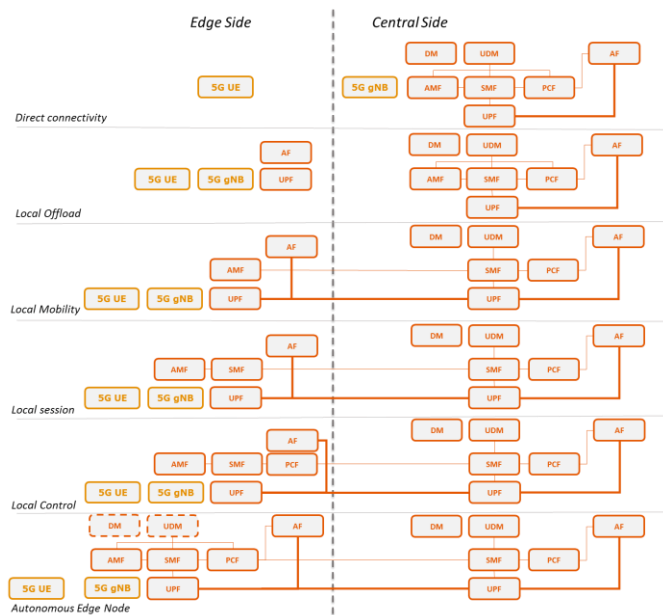 Edge Side Central Side
DM UDM AF
5G UE 5G gNB AMF SMF PCF
UPF
Direct connectivity
AF DM UDM AF
5G UE 5G gNB UPF AMF SMF PCF
UPF
Local Offload
AF DM UDM AF
AMF SMF PCF
5G UE 5G gNB UPF UPF
Local Mobility
AF DM UDM AF
AMF SMF SMF PCF
5G UE 5G gNB UPF UPF
Local session
AF DM UDM AF
AMF SMF PCF SMF PCF
5G UE 5G gNB UPF UPF
Local Control
DM UDM AF DM UDM AF
AMF SMF PCF SMF PCF
5G UE 5G gNB UPF UPF
Autonomous Edge Node